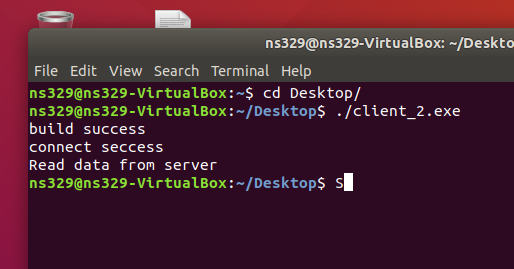 ns329@ns329-VirtualBox: ~/Deskto
File Edit View Search Terminal Help
ns329@ns329-VirtualBox:~$ cd Desktop/
ns329@ns329-VirtualBox:~/Desktop$ ./client_2.exe
build success
connect seccess
Read data from server
ns329@ns329-VirtualBox:~/Desktop$ S